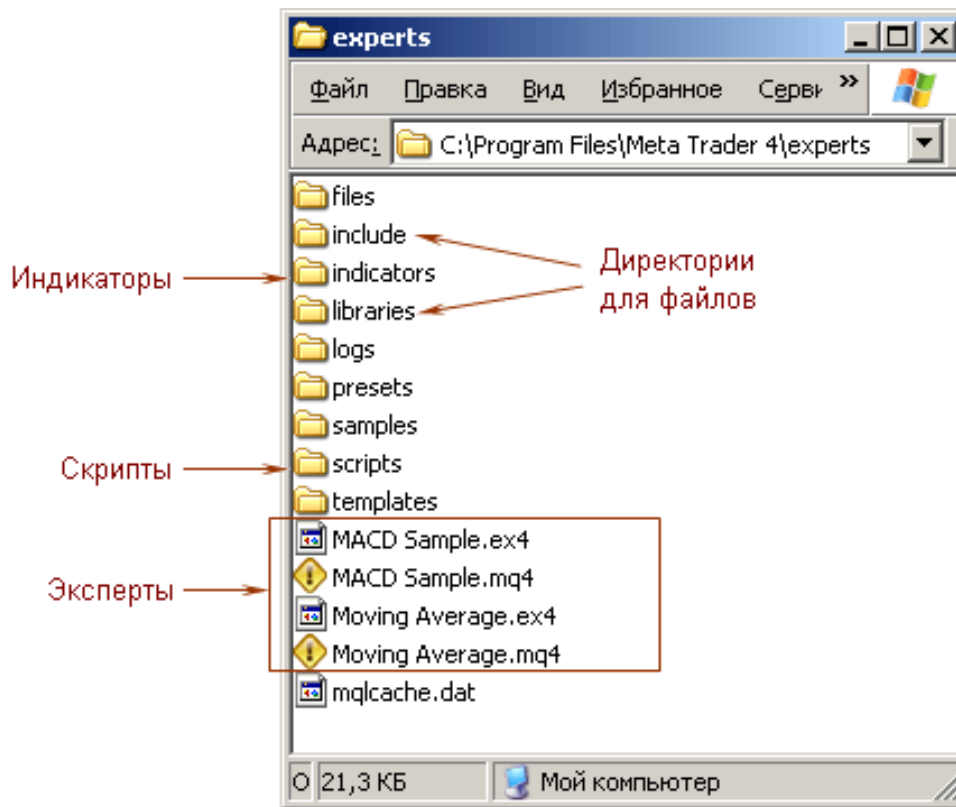 experts
Файл Правка Вид Избранное Серви »
Адрес: C:\Program Files\Meta Trader 4\experts
files
include
Индикаторы
indicators
Директории
для файлов
libraries
logs
presets
samples
Скрипты
scripts
templates
MACD Sample.ex4
MACD Sample.mq4
Эксперты
Moving Average.ex4
Moving Average.mq4
mqlcache.dat
О 21,3 КБ Мой компьютер